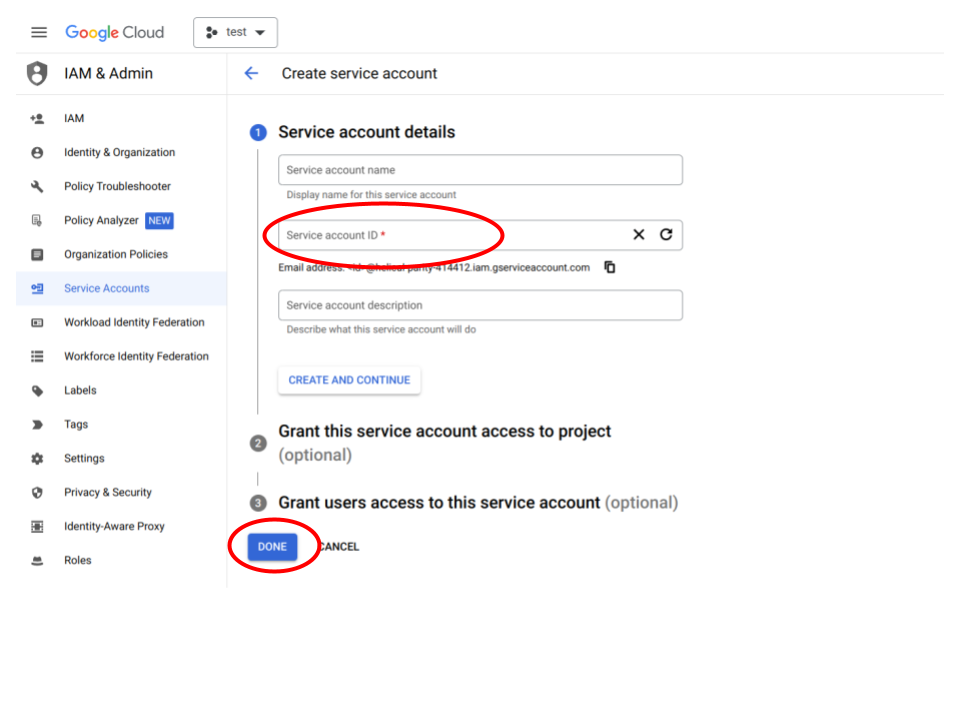 Google Cloud
test
IAM & Admin
Create service account
IAM
Identity & Organization
Policy Troubleshooter
Policy Analyzer NEW
Organization Policies
Service Accounts
Workload Identity Federation
Workforce Identity Federation
Labels
Tags
Settings
Privacy & Security
Identity-Aware Proxy
Roles
1 Service account details
Service account name
Display name for this service account
Service account ID *
Email address: <id>@helical-parity-414412.iam.gserviceaccount.com
Service account description
Describe what this service account will do
CREATE AND CONTINUE
2 Grant this service account access to project
(optional)
3 Grant users access to this service account (optional)
DONE
CANCEL